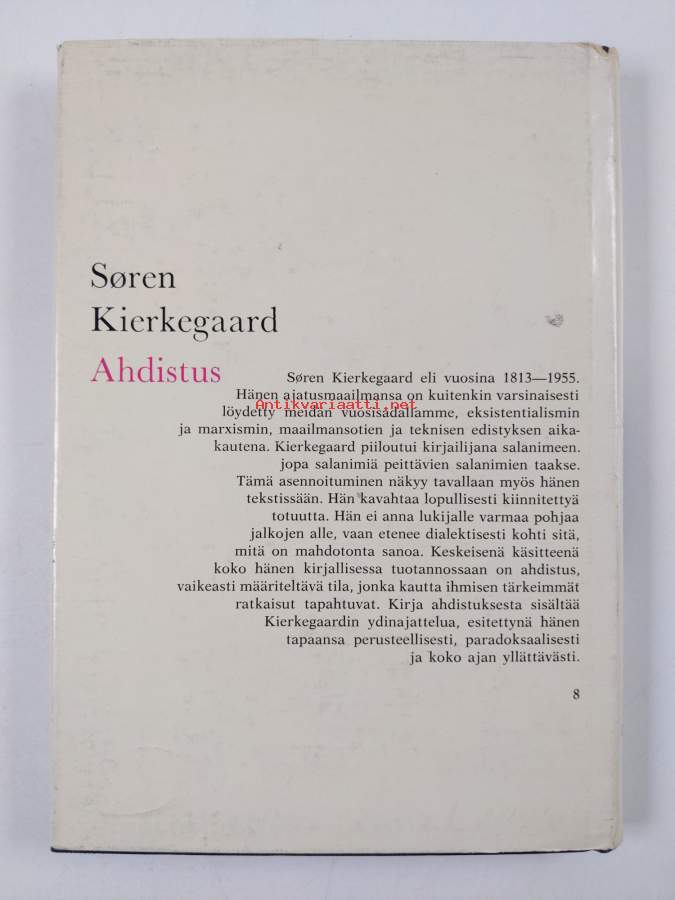 Søren
Kierkegaard
Ahdistus
Søren Kierkegaard eli vuosina 1813—1955.
Hänen ajatusmaailmansa on kuitenkin varsinaisesti
Antikvariaatti.net
löydetty meidän vuosisadallamme, eksistentialismin
ja marxismin, maailmansotien ja teknisen edistyksen aika-
kautena. Kierkegaard piiloutui kirjailijana salanimeen.
jopa salanimiä peittävien salanimien taakse.
Tämä asennoituminen näkyy tavallaan myös hänen
tekstissään. Hän kavahtaa lopullisesti kiinnitettyä
totuutta. Hän ei anna lukijalle varmaa pohjaa
jalkojen alle, vaan etenee dialektisesti kohti sitä,
mitä on mahdotonta sanoa. Keskeisenä käsitteenä
koko hänen kirjallisessa tuotannossaan on ahdistus,
vaikeasti määriteltävä tila, jonka kautta ihmisen tärkeimmät
ratkaisut tapahtuvat. Kirja ahdistuksesta sisältää
Kierkegaardin ydinajattelua, esitettynä hänen
tapaansa perusteellisesti, paradoksaalisesti
ja koko ajan yllättävästi.
8